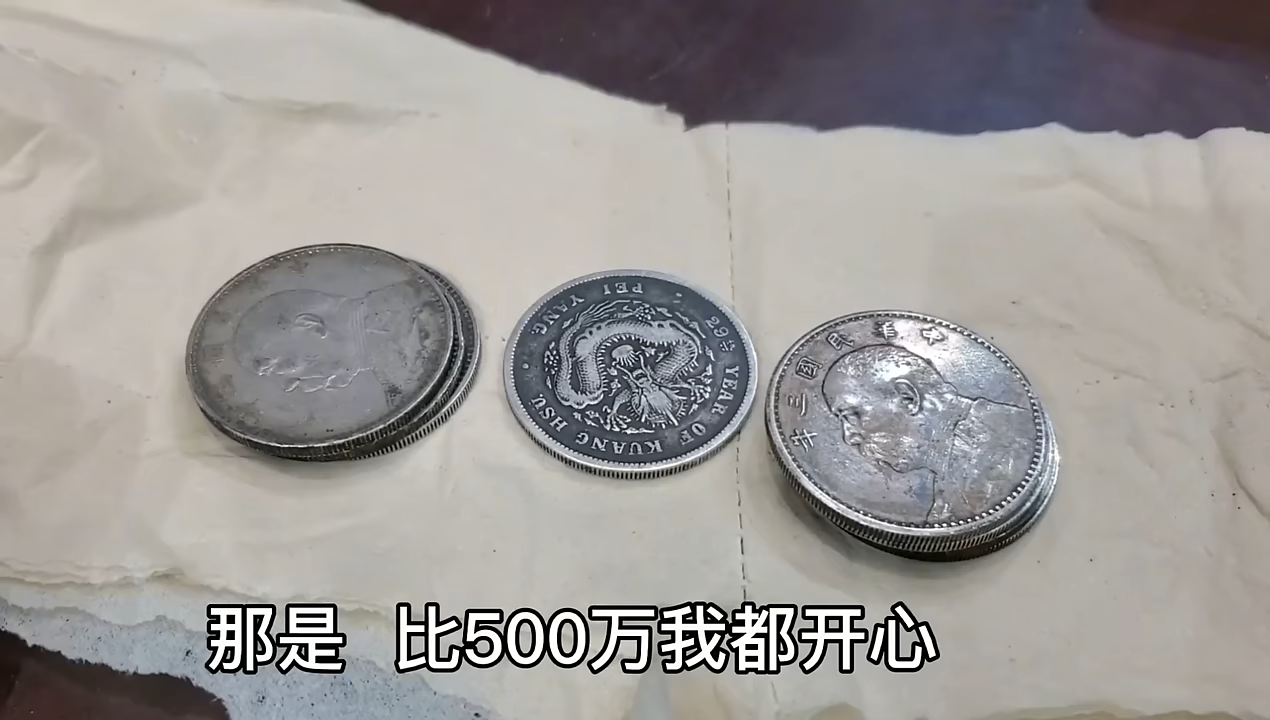 29TH YEAR OF KUANG HSU
PEI YANG
中華民國三年
那是 比500万我都开心